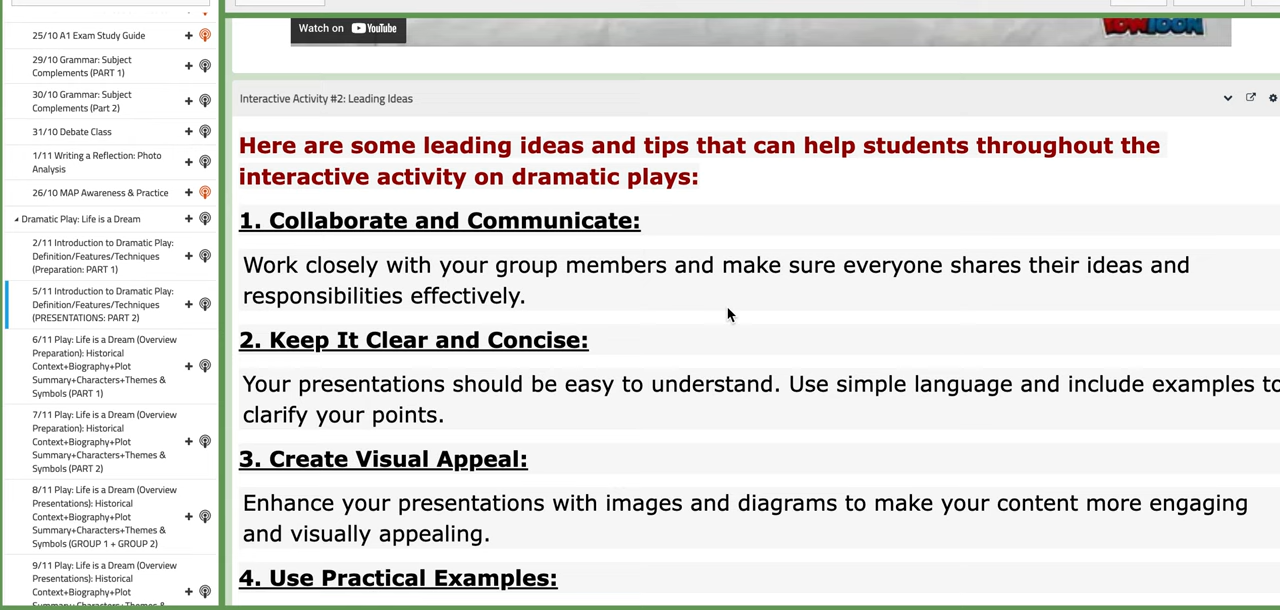 25/10 A1 Exam Study Guide
29/10 Grammar: Subject
Complements (PART 1)
30/10 Grammar: Subject
Complements (Part 2)
31/10 Debate Class
1/11 Writing a Reflection: Photo
Analysis
26/10 MAP Awareness & Practice
Dramatic Play: Life is a Dream
2/11 Introduction to Dramatic Play:
Definition/Features/Techniques
(Preparation: PART 1)
5/11 Introduction to Dramatic Play:
Definition/Features/Techniques
(PRESENTATIONS: PART 2)
6/11 Play: Life is a Dream (Overview
Preparation): Historical
Context+Biography+Plot
Summary+Characters+Themes &
Symbols (PART 1)
7/11 Play: Life is a Dream (Overview
Preparation): Historical
Context+Biography+Plot
Summary+Characters+Themes &
Symbols (PART 2)
8/11 Play: Life is a Dream (Overview
Presentations): Historical
Context+Biography+Plot
Summary+Characters+Themes &
Symbols (GROUP 1 + GROUP 2)
9/11 Play: Life is a Dream (Overview
Presentations): Historical
Context+Biography+Plot
Summary+Characters+Themes &
Watch on YouTube
POWTOON
Interactive Activity #2: Leading Ideas
Here are some leading ideas and tips that can help students throughout the
interactive activity on dramatic plays:
1. Collaborate and Communicate:
Work closely with your group members and make sure everyone shares their ideas and
responsibilities effectively.
2. Keep It Clear and Concise:
Your presentations should be easy to understand. Use simple language and include examples to
clarify your points.
3. Create Visual Appeal:
Enhance your presentations with images and diagrams to make your content more engaging
and visually appealing.
4. Use Practical Examples: